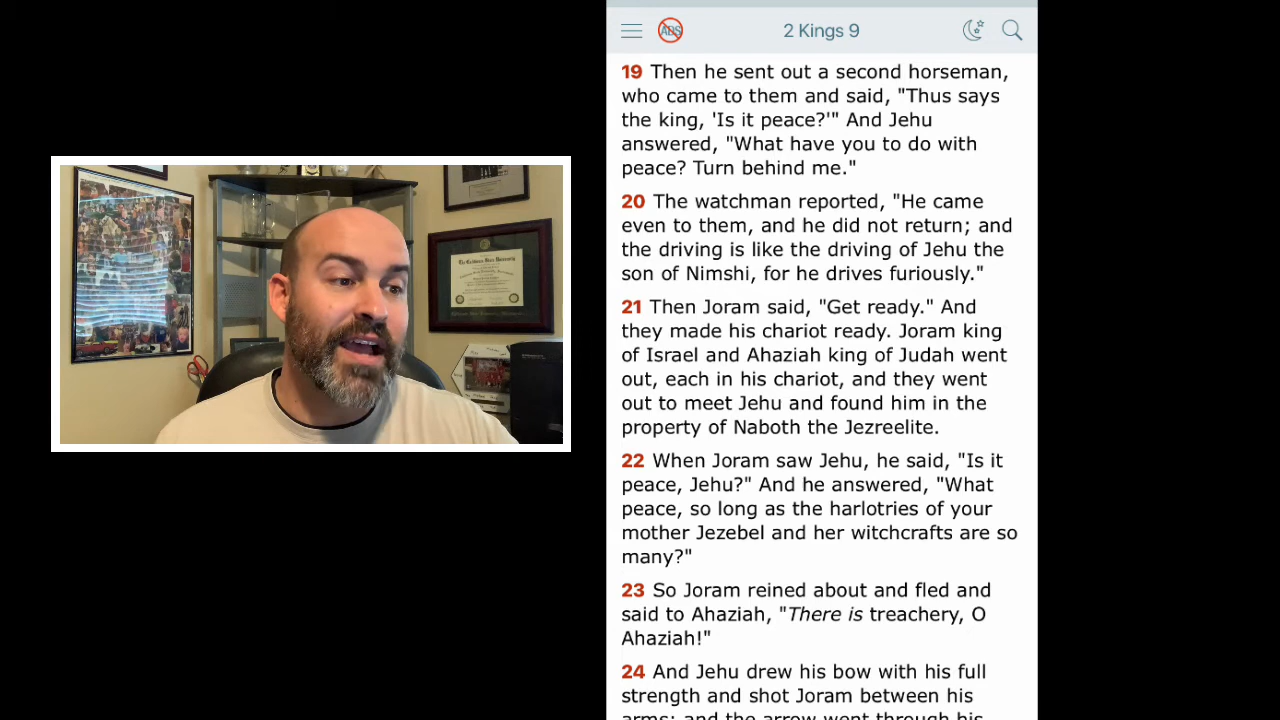 ADS
2 Kings 9
19 Then he sent out a second horseman,
who came to them and said, "Thus says
the king, 'Is it peace?'" And Jehu
answered, "What have you to do with
peace? Turn behind me."
20 The watchman reported, "He came
even to them, and he did not return; and
the driving is like the driving of Jehu the
son of Nimshi, for he drives furiously."
21 Then Joram said, "Get ready." And
they made his chariot ready. Joram king
of Israel and Ahaziah king of Judah went
out, each in his chariot, and they went
out to meet Jehu and found him in the
property of Naboth the Jezreelite.
22 When Joram saw Jehu, he said, "Is it
peace, Jehu?" And he answered, "What
peace, so long as the harlotries of your
mother Jezebel and her witchcrafts are so
many?"
23 So Joram reined about and fled and
said to Ahaziah, "There is treachery, O
Ahaziah!"
24 And Jehu drew his bow with his full
strength and shot Joram between his
arms; and the arrow went through his